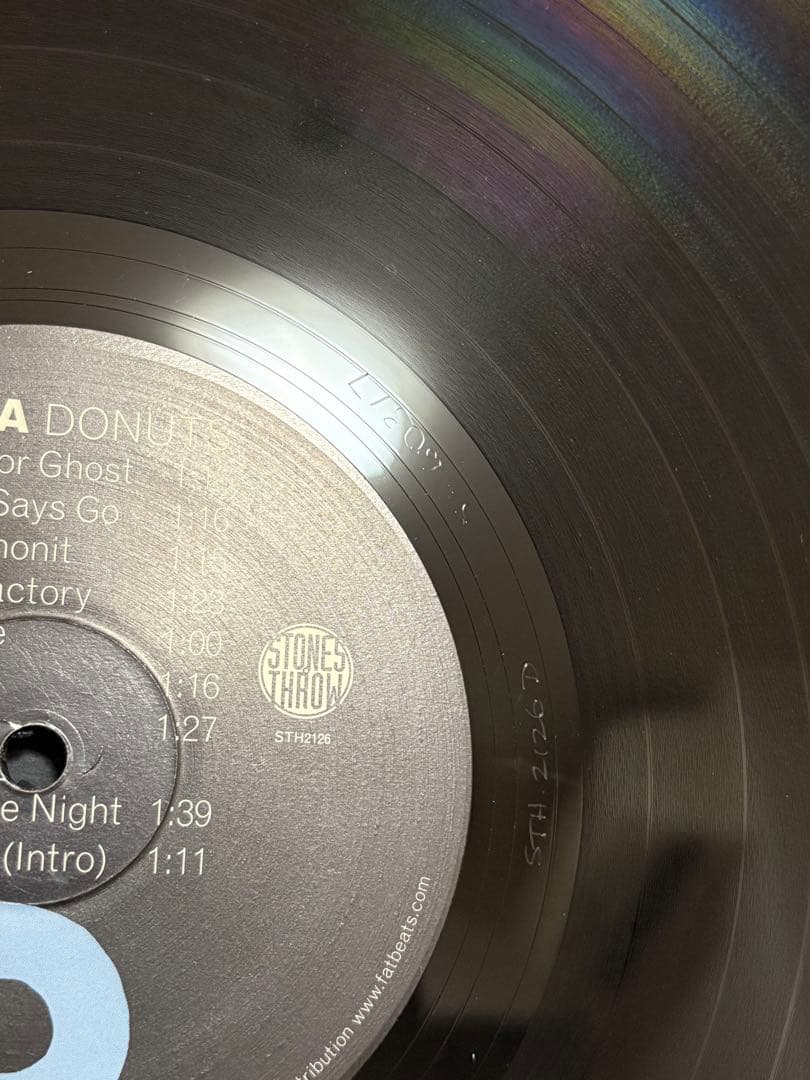 A DONUTS
or Ghost
Says Go 1:16
nonit
actory 1:23
e 1:00
1:16
1:27
e Night 1:39
(Intro) 1:11
STONES
THROW
STH2126
tribution www.fatbeats.com
STH. 2126 D